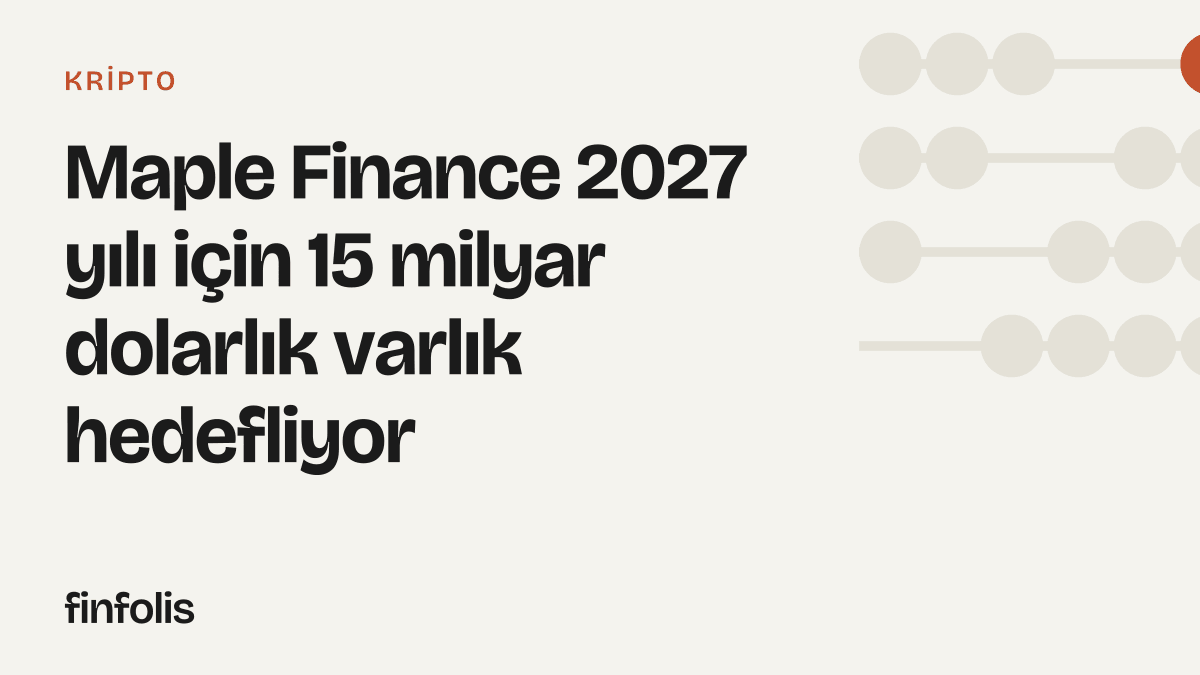 KRİPTO
Maple Finance 2027
yılı için 15 milyar
dolarlık varlık
hedefliyor
finfolis